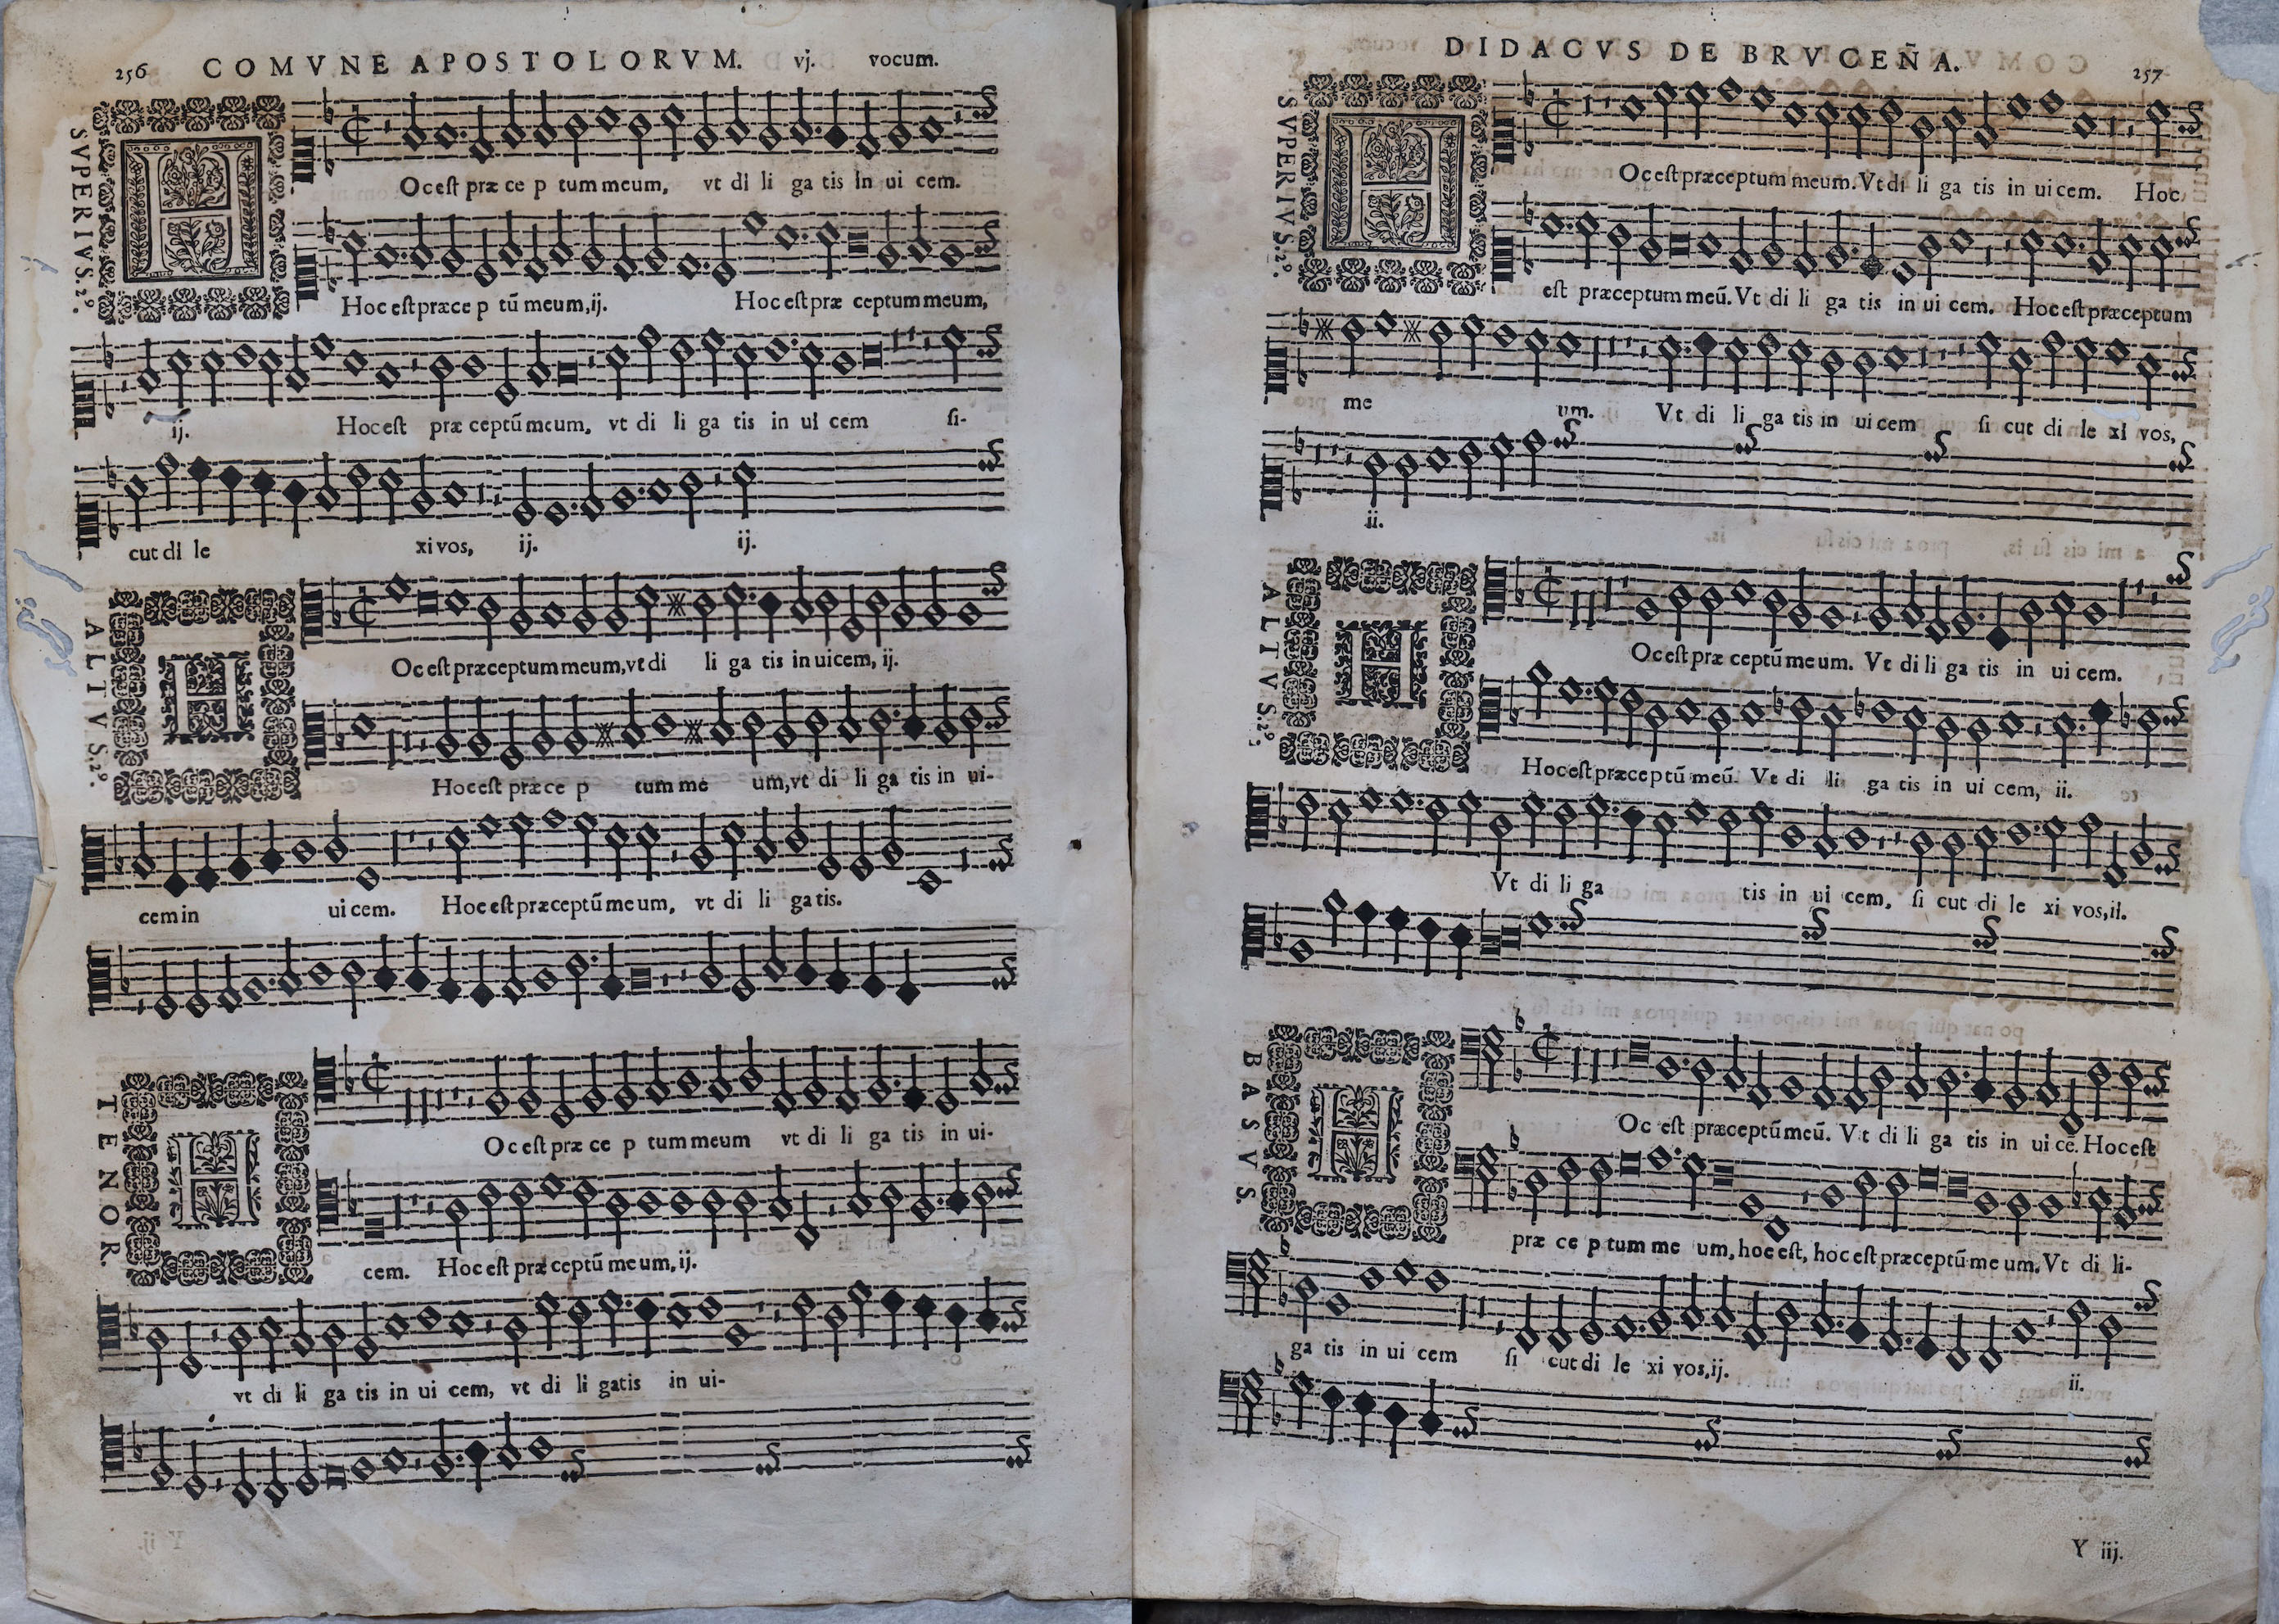 256 COMVNE APOSTOLORVM. vj. vocum.
SVPERIVS. 2º.
H
Ocest præ ce p tum meum, vt di li ga tis in ui cem.
Hoc est præce p tũ meum, ij. Hoc est præ ceptum meum,
ij. Hoc est præ ceptũ meum, vt di li ga tis in ui cem si-
cut di le xi vos, ij. ij.
ALTVS. 2º.
H
Oc est præceptum meum, vt di li ga tis in uicem, ij.
Hoc est præ ce p tum me um, vt di li ga tis in ui-
cem in ui cem. Hoc est præceptũ me um, vt di li ga tis.
TENOR.
H
Oc est præ ce p tum meum vt di li ga tis in ui-
cem. Hoc est præ ceptũ me um, ij.
vt di li ga tis in ui cem, vt di li gatis in ui-
DIDACVS DE BRVCEÑA. 257
SVPERIVS. 2º.
H
Oc est præceptum meum. Vt di li ga tis in ui cem. Hoc
est præceptum meũ. Vt di li ga tis in ui cem. Hoc est præceptum
me um. Vt di li ga tis in ui cem si cut di le xi vos,
ii.
ALTVS. 2º.
H
Oc est præ ceptũ me um. Vt di li ga tis in ui cem.
Hoc est præceptũ meũ. Vt di li ga tis in ui cem, ii.
Vt di li ga tis in ui cem. si cut di le xi vos, ii.
BASVS.
H
Oc est præceptũ meũ. Vt di li ga tis in ui cẽ. Hoc est
præ ce p tum me um, hoc est, hoc est præceptũ me um. Vt di li-
ga tis in ui cem si cut di le xi vos, ij. ii.
Y iij.